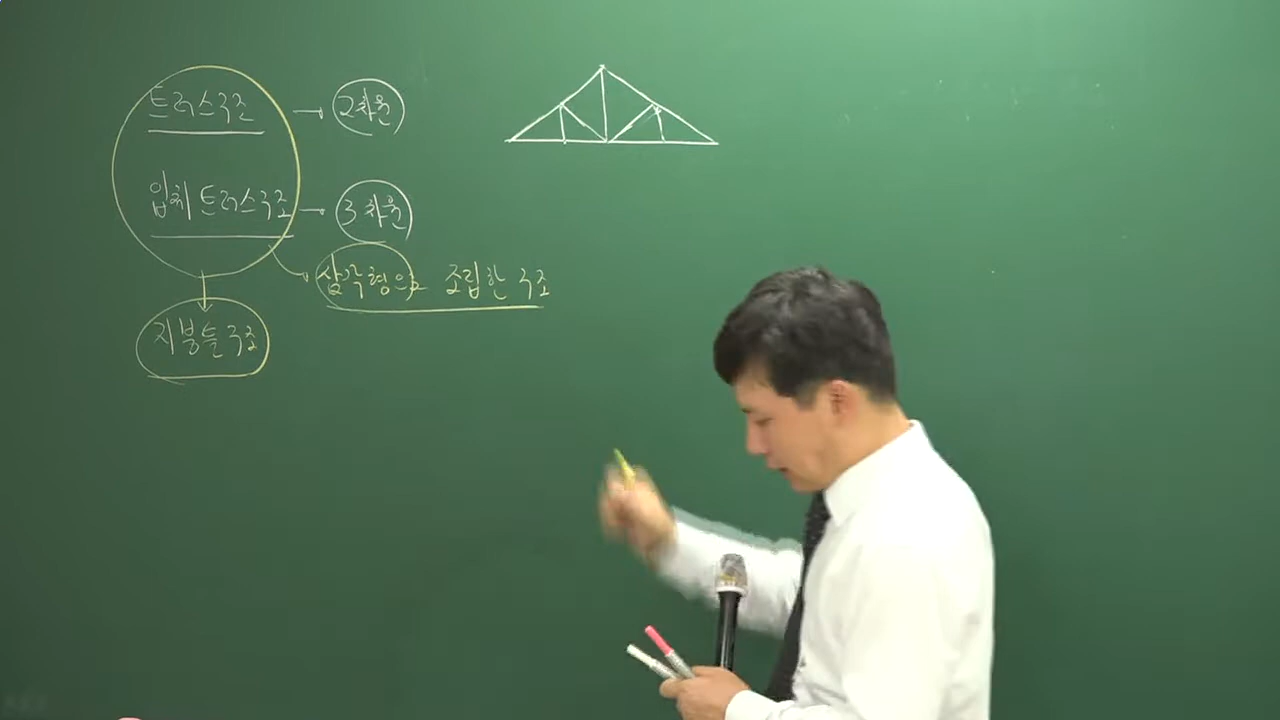 트러스구조 → 2차원
입체 트러스구조 → 3차원
삼각형으로 조립한 구조
지붕틀구조